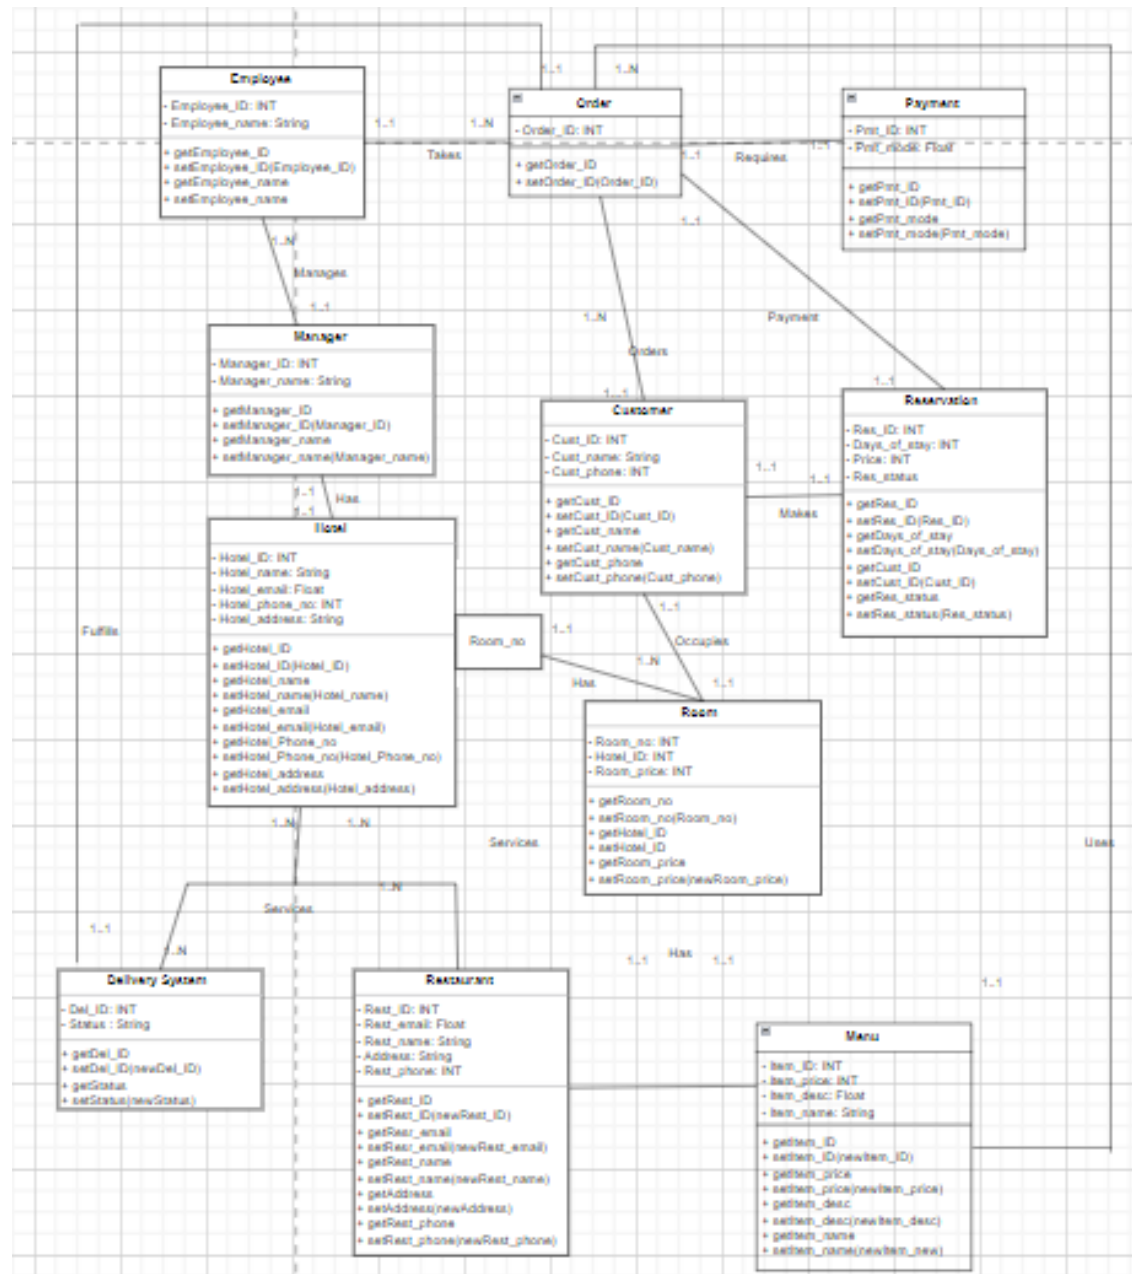 1..1
1..N
Employee
- Employee_ID: INT
- Employee_name: String
+ getEmployee_ID
+ setEmployee_ID(Employee_ID)
+ getEmployee_name
+ setEmployee_name
1..1
1..N
Takes
Order
- Order_ID: INT
+ getOrder_ID
+ setOrder_ID(Order_ID)
1..1
Requires
1..1
Payment
- Pmt_ID: INT
- Pmt_mode: Float
+ getPmt_ID
+ setPmt_ID(Pmt_ID)
+ getPmt_mode
+ setPmt_mode(Pmt_mode)
1..1
1..N
Manages
1..1
1..N
Payment
Orders
1..1
1..1
Manager
- Manager_ID: INT
- Manager_name: String
+ getManager_ID
+ setManager_ID(Manager_ID)
+ getManager_name
+ setManager_name(Manager_name)
Customer
- Cust_ID: INT
- Cust_name: String
- Cust_phone: INT
+ getCust_ID
+ setCust_ID(Cust_ID)
+ getCust_name
+ setCust_name(Cust_name)
+ getCust_phone
+ setCust_phone(Cust_phone)
1..1
1..1
Makes
Reservation
- Res_ID: INT
- Days_of_stay: INT
- Price: INT
- Res_status
+ getRes_ID
+ setRes_ID(Res_ID)
+ getDays_of_stay
+ setDays_of_stay(Days_of_stay)
+ getCust_ID
+ setCust_ID(Cust_ID)
+ getRes_status
+ setRes_status(Res_status)
1..1
Has
1..1
Hotel
- Hotel_ID: INT
- Hotel_name: String
- Hotel_email: Float
- Hotel_phone_no: INT
- Hotel_address: String
+ getHotel_ID
+ setHotel_ID(Hotel_ID)
+ getHotel_name
+ setHotel_name(Hotel_name)
+ getHotel_email
+ setHotel_email(Hotel_email)
+ getHotel_Phone_no
+ setHotel_Phone_no(Hotel_Phone_no)
+ getHotel_address
+ setHotel_address(Hotel_address)
Fulfills
Room_no
1..1
1..1
Occupies
1..N
Has
1..1
Room
- Room_no: INT
- Hotel_ID: INT
- Room_price: INT
+ getRoom_no
+ setRoom_no(Room_no)
+ getHotel_ID
+ setHotel_ID
+ getRoom_price
+ setRoom_price(newRoom_price)
1..N
1..N
Services
Uses
1..N
Services
1..1
1..N
1..1
Has
1..1
1..1
Delivery System
- Del_ID: INT
- Status : String
+ getDel_ID
+ setDel_ID(newDel_ID)
+ getStatus
+ setStatus(newStatus)
Restaurant
- Rest_ID: INT
- Rest_email: Float
- Rest_name: String
- Address: String
- Rest_phone: INT
+ getRest_ID
+ setRest_ID(newRest_ID)
+ getResr_email
+ setResr_email(newRest_email)
+ getRest_name
+ setRest_name(newRest_name)
+ getAddress
+ setAddress(newAddress)
+ getRest_phone
+ setRest_phone(newRest_phone)
Menu
- Item_ID: INT
- Item_price: INT
- Item_desc: Float
- Item_name: String
+ getItem_ID
+ setItem_ID(newItem_ID)
+ getItem_price
+ setItem_price(newItem_price)
+ getItem_desc
+ setItem_desc(newItem_desc)
+ getItem_name
+ setItem_name(newItem_new)